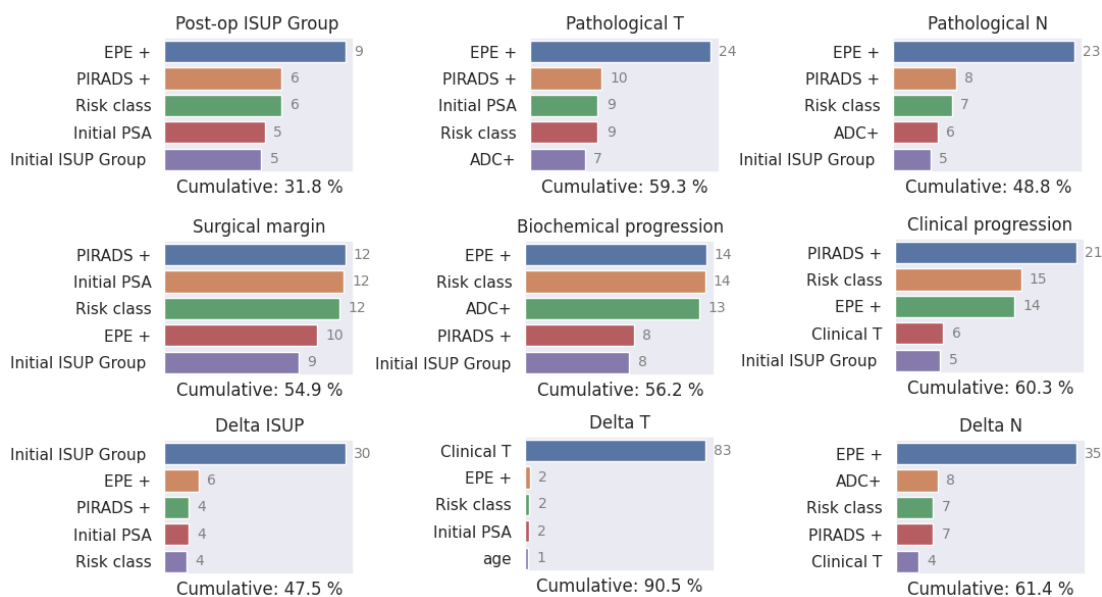 Post-op ISUP Group
EPE + 9
PIRADS + 6
Risk class 6
Initial PSA 5
Initial ISUP Group 5
Cumulative: 31.8 %
Pathological T
EPE + 24
PIRADS + 10
Initial PSA 9
Risk class 9
ADC+ 7
Cumulative: 59.3 %
Pathological N
EPE + 23
PIRADS + 8
Risk class 7
ADC+ 6
Initial ISUP Group 5
Cumulative: 48.8 %
Surgical margin
PIRADS + 12
Initial PSA 12
Risk class 12
EPE + 10
Initial ISUP Group 9
Cumulative: 54.9 %
Biochemical progression
EPE + 14
Risk class 14
ADC+ 13
PIRADS + 8
Initial ISUP Group 8
Cumulative: 56.2 %
Clinical progression
PIRADS + 21
Risk class 15
EPE + 14
Clinical T 6
Initial ISUP Group 5
Cumulative: 60.3 %
Delta ISUP
Initial ISUP Group 30
EPE + 6
PIRADS + 4
Initial PSA 4
Risk class 4
Cumulative: 47.5 %
Delta T
Clinical T 83
EPE + 2
Risk class 2
Initial PSA 2
age 1
Cumulative: 90.5 %
Delta N
EPE + 35
ADC+ 8
Risk class 7
PIRADS + 7
Clinical T 4
Cumulative: 61.4 %